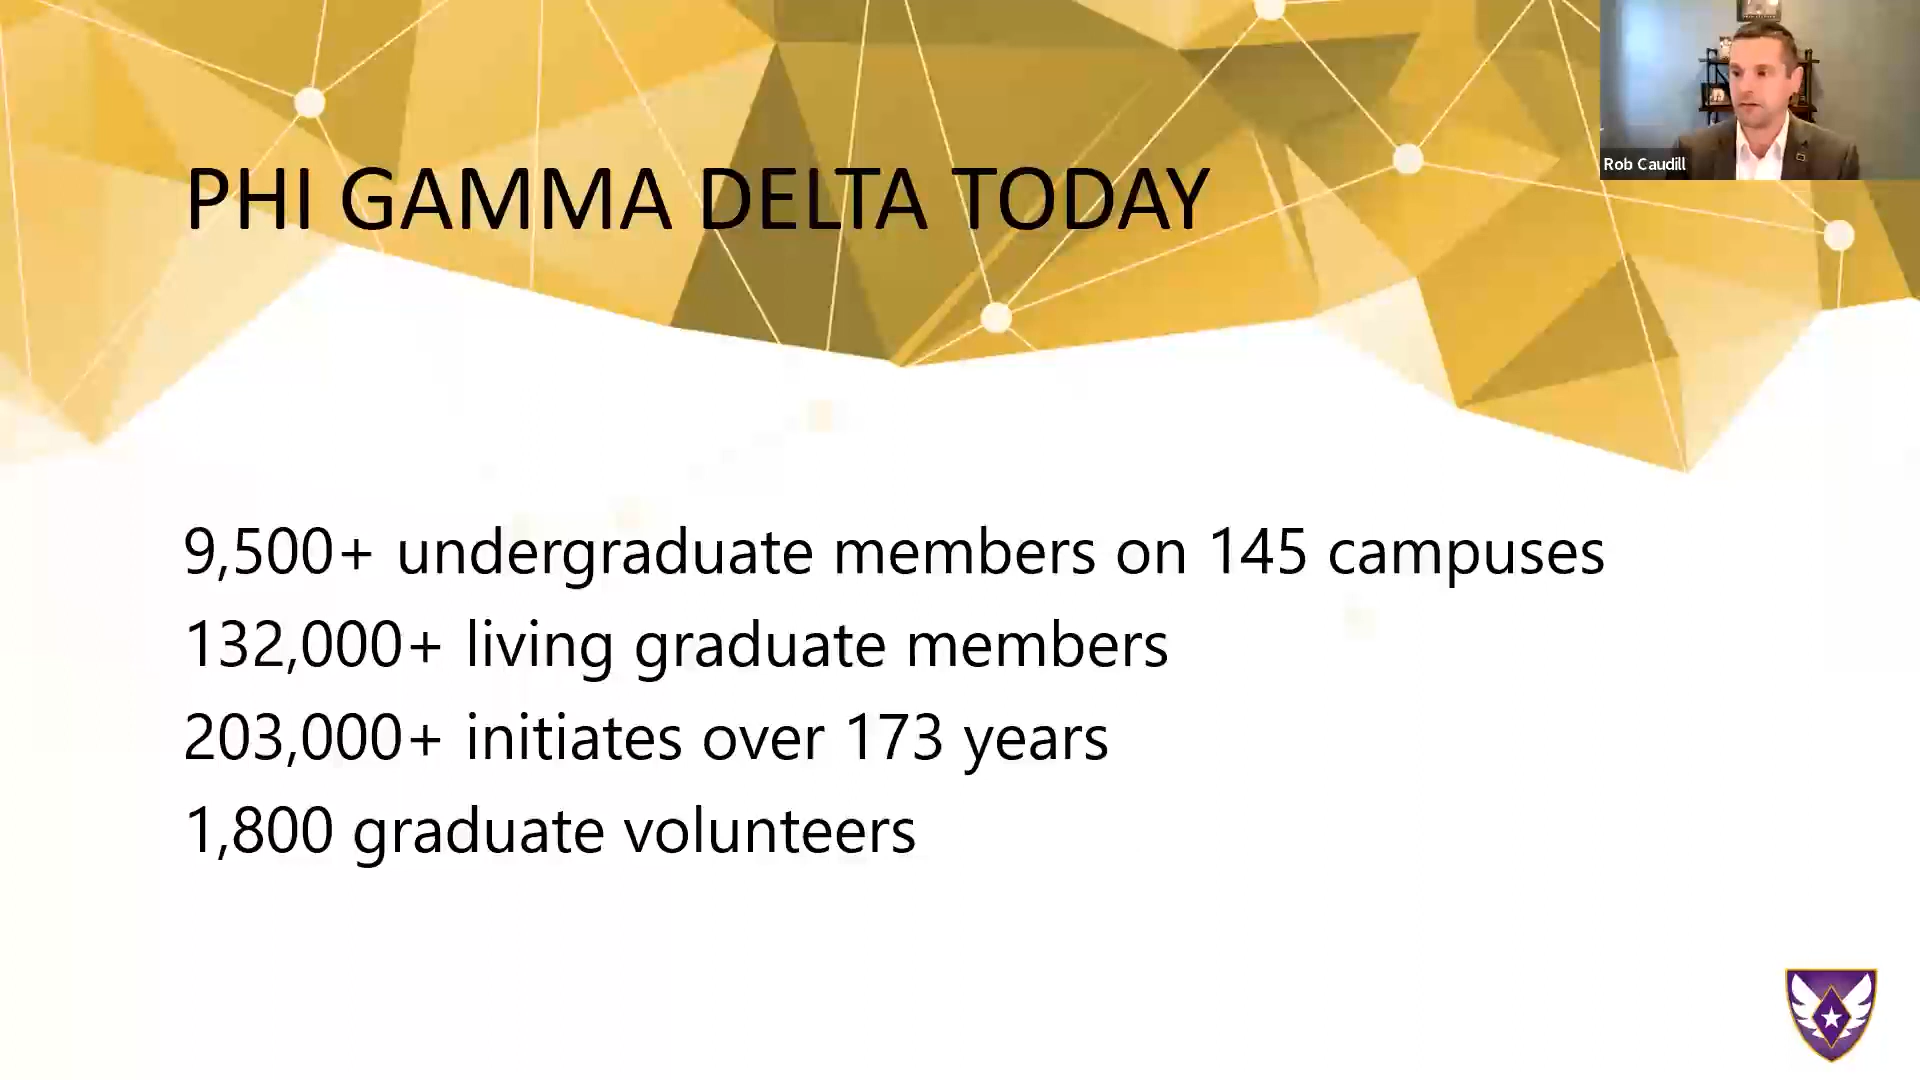 Rob Caudill
PHI GAMMA DELTA TODAY
9,500+ undergraduate members on 145 campuses
132,000+ living graduate members
203,000+ initiates over 173 years
1,800 graduate volunteers